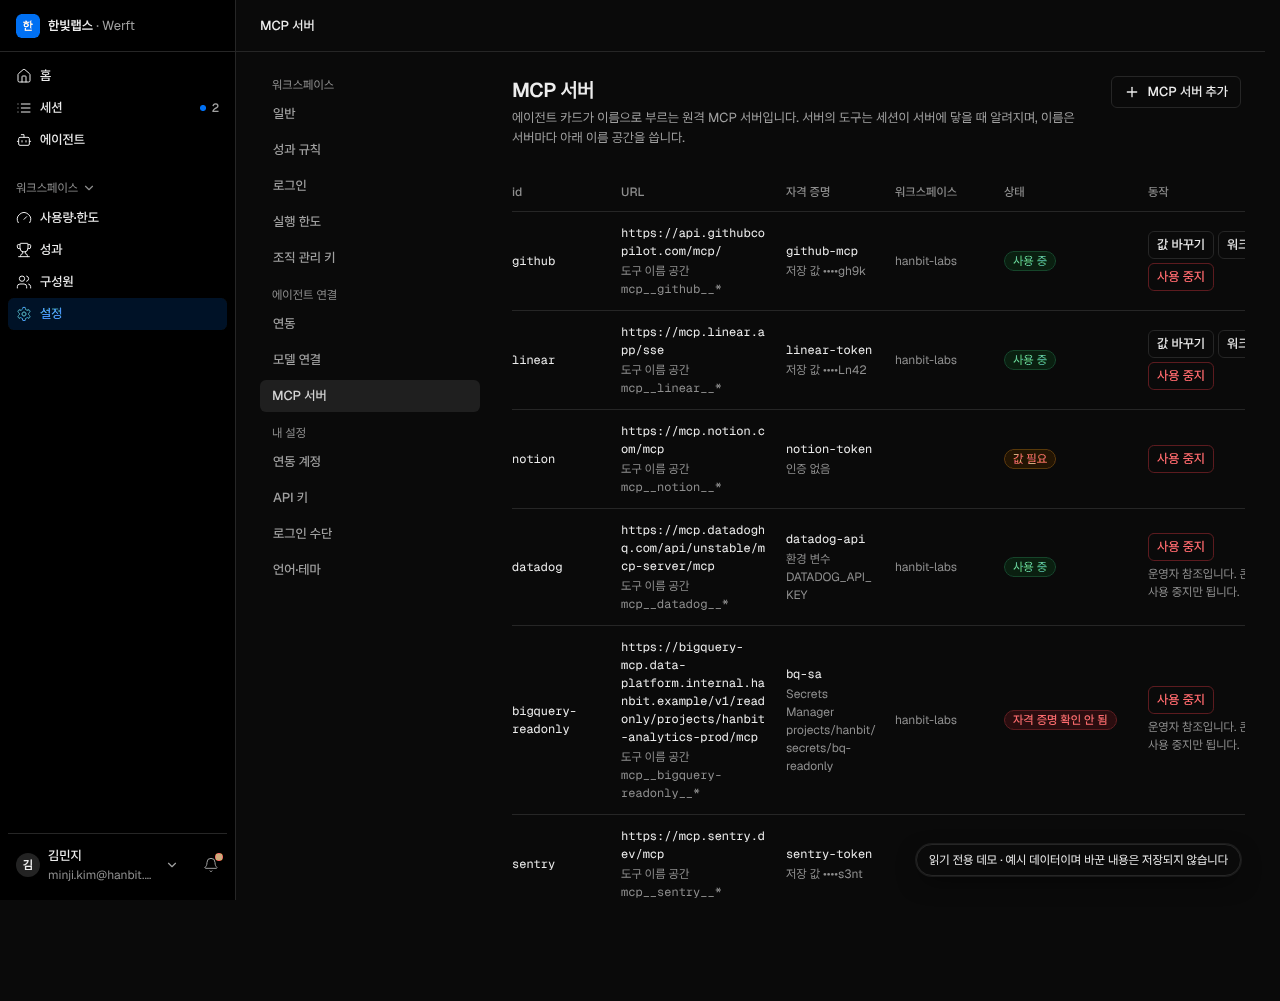 한 한빛랩스 · Werft
MCP 서버
홈
세션 2
에이전트
워크스페이스
사용량·한도
성과
구성원
설정
김 김민지
minji.kim@hanbit....
워크스페이스
일반
성과 규칙
로그인
실행 한도
조직 관리 키
에이전트 연결
연동
모델 연결
MCP 서버
내 설정
연동 계정
API 키
로그인 수단
언어·테마
MCP 서버
MCP 서버 추가
에이전트 카드가 이름으로 부르는 원격 MCP 서버입니다. 서버의 도구는 세션이 서버에 닿을 때 알려지며, 이름은
서버마다 아래 이름 공간을 씁니다.
id URL 자격 증명 워크스페이스 상태 동작
github
https://api.githubco
pilot.com/mcp/
도구 이름 공간
mcp__github__*
github-mcp
저장 값 ••••gh9k
hanbit-labs
사용 중
값 바꾸기 워크
사용 중지
linear
https://mcp.linear.a
pp/sse
도구 이름 공간
mcp__linear__*
linear-token
저장 값 ••••Ln42
hanbit-labs
사용 중
값 바꾸기 워크
사용 중지
notion
https://mcp.notion.c
om/mcp
도구 이름 공간
mcp__notion__*
notion-token
인증 없음
값 필요
사용 중지
datadog
https://mcp.datadogh
q.com/api/unstable/m
cp-server/mcp
도구 이름 공간
mcp__datadog__*
datadog-api
환경 변수
DATADOG_API_
KEY
hanbit-labs
사용 중
사용 중지
운영자 참조입니다.
사용 중지만 됩니다.
bigquery-
readonly
https://bigquery-
mcp.data-
platform.internal.ha
nbit.example/v1/read
only/projects/hanbit
-analytics-prod/mcp
도구 이름 공간
mcp__bigquery-
readonly__*
bq-sa
Secrets
Manager
projects/hanbit/
secrets/bq-
readonly
hanbit-labs
자격 증명 확인 안 됨
사용 중지
운영자 참조입니다.
사용 중지만 됩니다.
sentry
https://mcp.sentry.d
ev/mcp
도구 이름 공간
mcp__sentry__*
sentry-token
저장 값 ••••s3nt
읽기 전용 데모 · 예시 데이터이며 바꾼 내용은 저장되지 않습니다